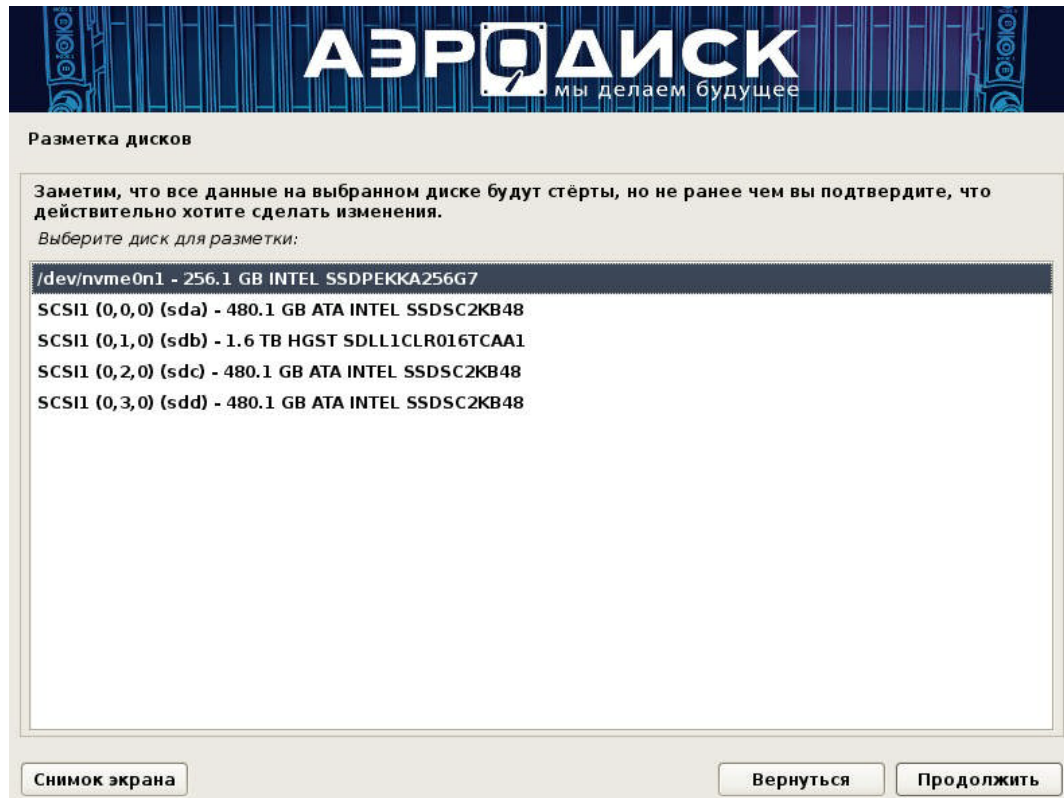 АЭРОДИСК
мы делаем будущее
Разметка дисков
Заметим, что все данные на выбранном диске будут стёрты, но не ранее чем вы подтвердите, что
действительно хотите сделать изменения.
Выберите диск для разметки:
/dev/nvme0n1 - 256.1 GB INTEL SSDPEKKA256G7
SCSI1 (0,0,0) (sda) - 480.1 GB ATA INTEL SSDSC2KB48
SCSI1 (0,1,0) (sdb) - 1.6 TB HGST SDLL1CLR016TCAA1
SCSI1 (0,2,0) (sdc) - 480.1 GB ATA INTEL SSDSC2KB48
SCSI1 (0,3,0) (sdd) - 480.1 GB ATA INTEL SSDSC2KB48
Снимок экрана
Вернуться
Продолжить